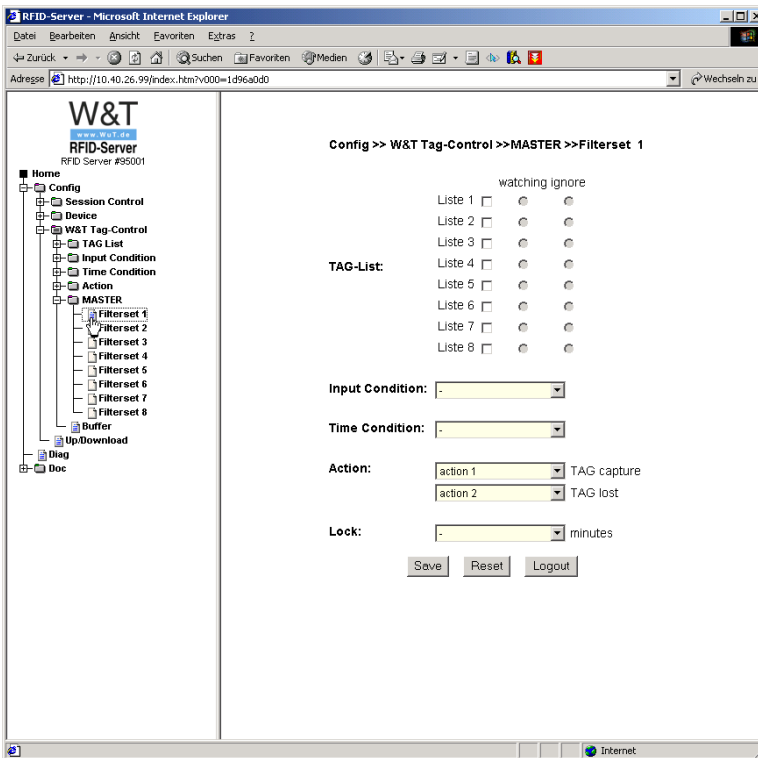 RFID-Server - Microsoft Internet Explorer
Datei Bearbeiten Ansicht Favoriten Extras ?
Zurück Suchen Favoriten Medien
Adresse http://10.40.26.99/index.htm?v000=1d96a0d0 Wechseln zu
W&T
www.WuT.de
RFID-Server
RFID Server #95001
Home
Config
Session Control
Device
W&T Tag-Control
TAG List
Input Condition
Time Condition
Action
MASTER
Filterset 1
Filterset 2
Filterset 3
Filterset 4
Filterset 5
Filterset 6
Filterset 7
Filterset 8
Buffer
Up/Download
Diag
Doc
Config >> W&T Tag-Control >>MASTER >>Filterset 1
watching ignore
Liste 1
Liste 2
Liste 3
TAG-List: Liste 4
Liste 5
Liste 6
Liste 7
Liste 8
Input Condition: -
Time Condition: -
Action: action 1 TAG capture
action 2 TAG lost
Lock: - minutes
Save Reset Logout
Internet